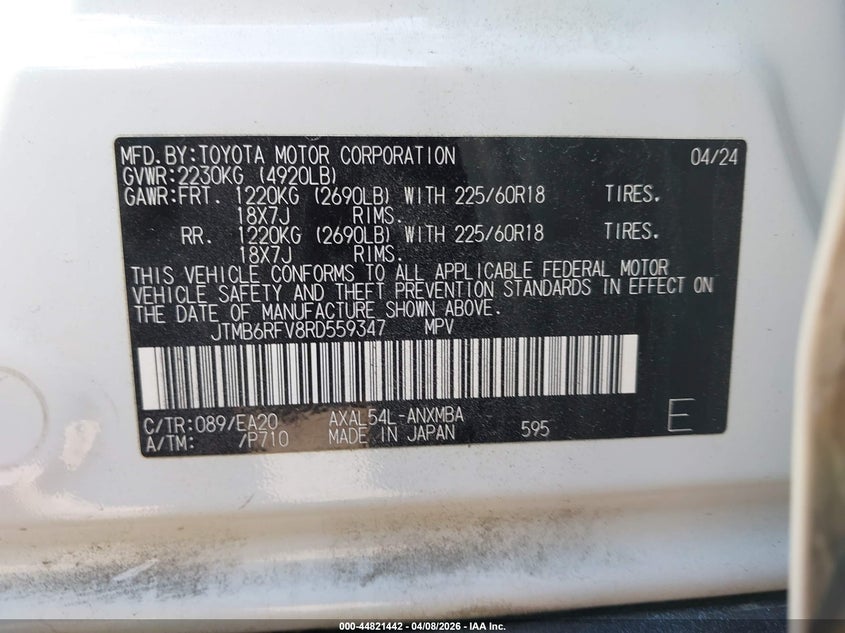 MFD.BY:TOYOTA MOTOR CORPORATION 04/24
GVWR:2230KG (4920LB)
GAWR:FRT. 1220KG (2690LB) WITH 225/60R18 TIRES.
18X7J RIMS.
RR. 1220KG (2690LB) WITH 225/60R18 TIRES.
18X7J RIMS.
THIS VEHICLE CONFORMS TO ALL APPLICABLE FEDERAL MOTOR
VEHICLE SAFETY AND THEFT PREVENTION STANDARDS IN EFFECT ON
THE DATE OF MANUFACTURE SHOWN ABOVE.
JTMB6RFV8RD559347 MPV
C/TR:089/EA20 AXAL54L-ANXMBA E
A/TM: /P710 MADE IN JAPAN 595
000-44821442 - 04/08/2026 - IAA Inc.